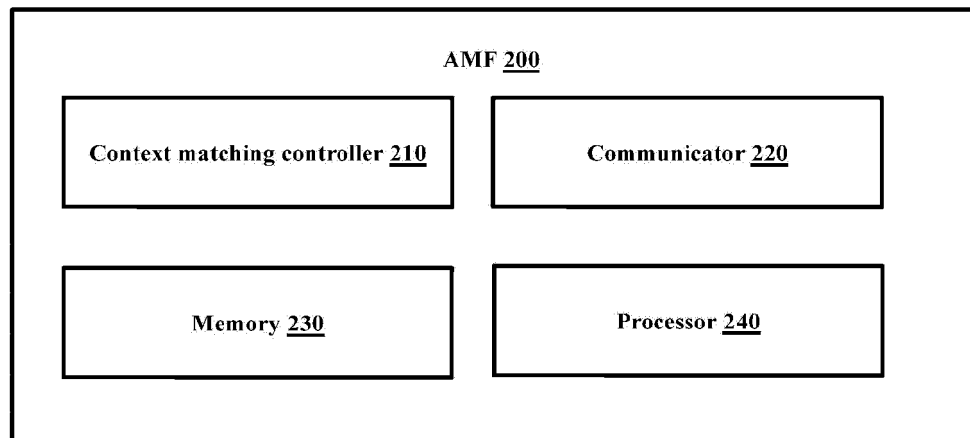 AMF 200
Context matching controller 210
Communicator 220
Memory 230
Processor 240